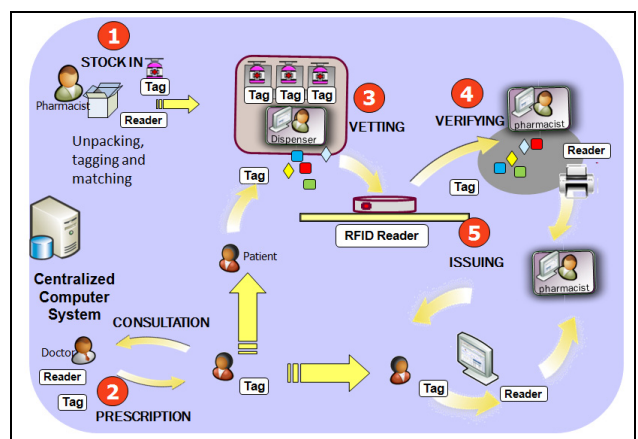 1
STOCK IN
Tag
Pharmacist
Reader
Unpacking,
tagging and
matching
Tag
Tag
Tag
Dispenser
3
VETTING
4
VERIFYING
pharmacist
Reader
Tag
Tag
RFID Reader
5
ISSUING
pharmacist
Patient
Centralized
Computer
System
CONSULTATION
Doctor
Reader
Tag
2
PRESCRIPTION
Tag
Tag
Reader